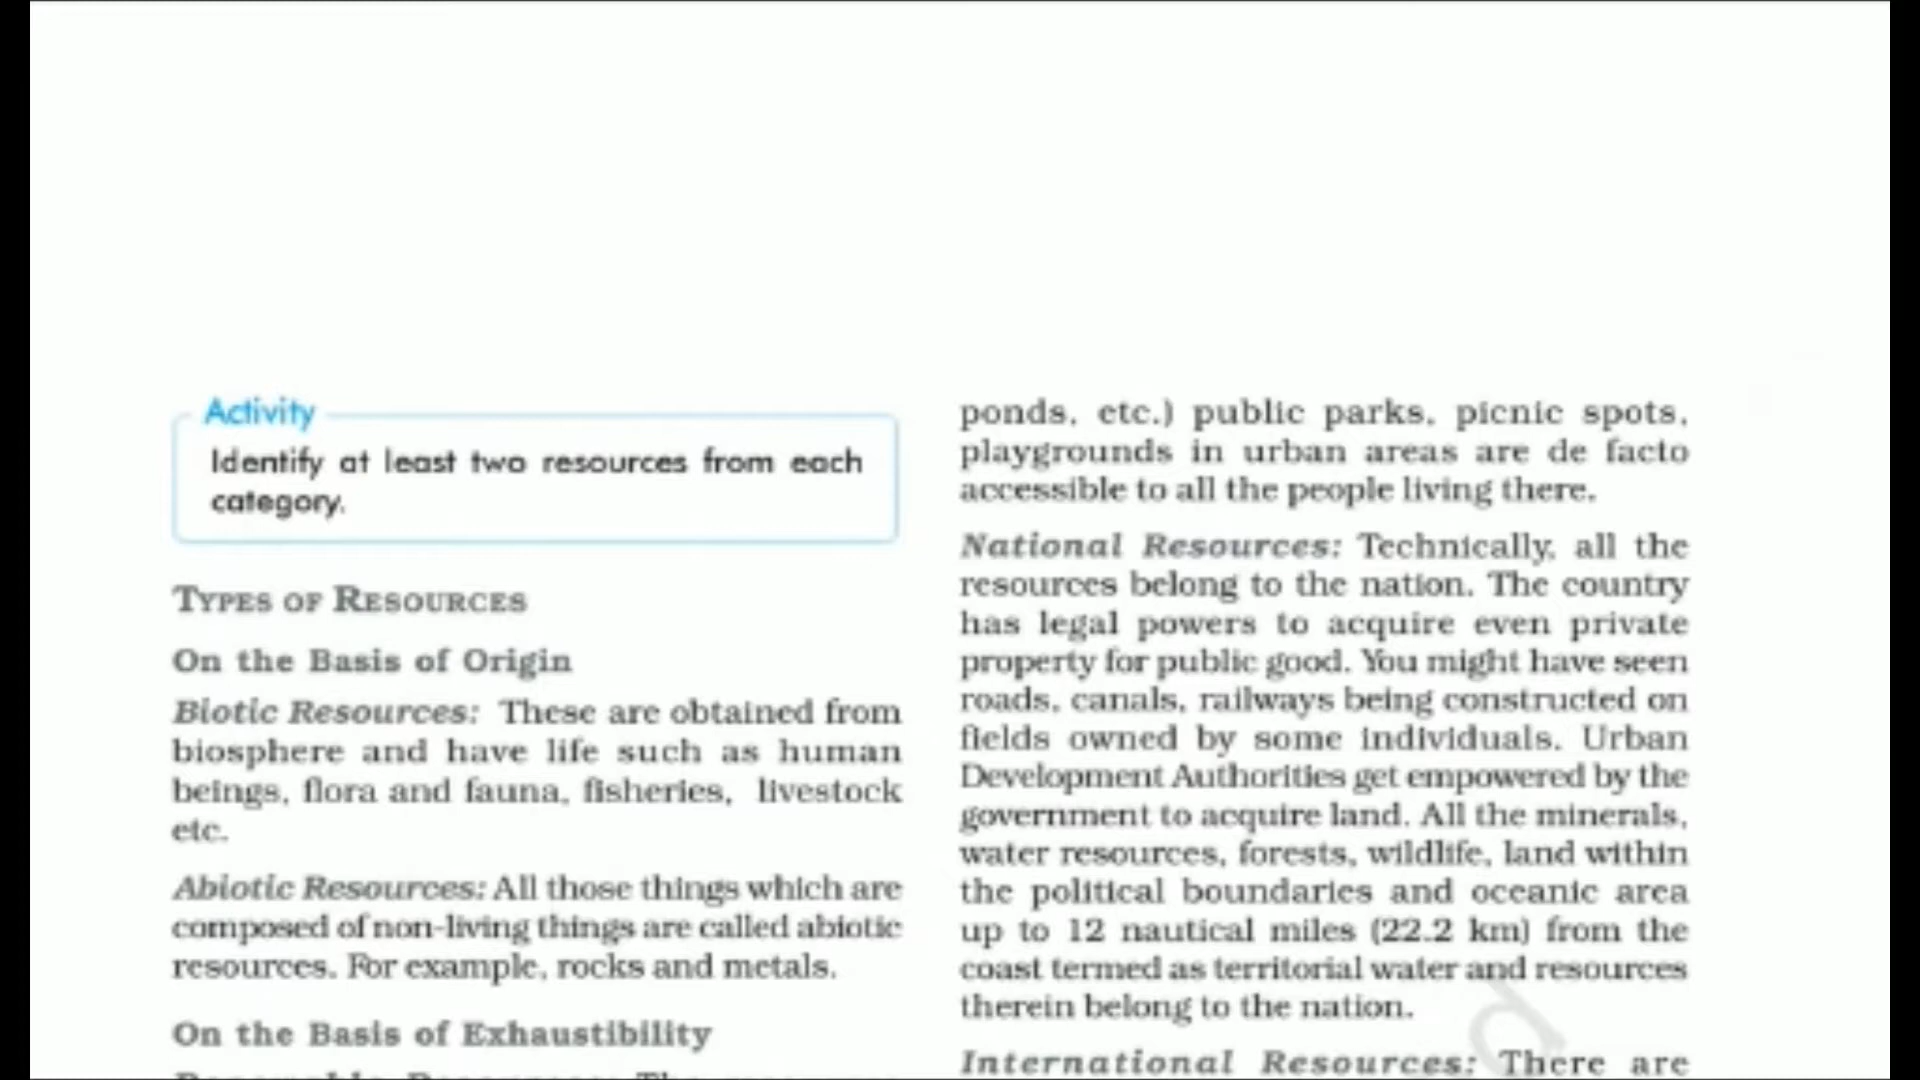 Activity
Identify at least two resources from each
category.
TYPES OF RESOURCES
On the Basis of Origin
Biotic Resources: These are obtained from
biosphere and have life such as human
beings, flora and fauna, fisheries, livestock
etc.
Abiotic Resources: All those things which are
composed of non-living things are called abiotic
resources. For example, rocks and metals.
On the Basis of Exhaustibility
ponds, etc.) public parks, picnic spots,
playgrounds in urban areas are de facto
accessible to all the people living there.
National Resources: Technically, all the
resources belong to the nation. The country
has legal powers to acquire even private
property for public good. You might have seen
roads, canals, railways being constructed on
fields owned by some individuals. Urban
Development Authorities get empowered by the
government to acquire land. All the minerals,
water resources, forests, wildlife, land within
the political boundaries and oceanic area
up to 12 nautical miles (22.2 km) from the
coast termed as territorial water and resources
therein belong to the nation.
International Resources: There are